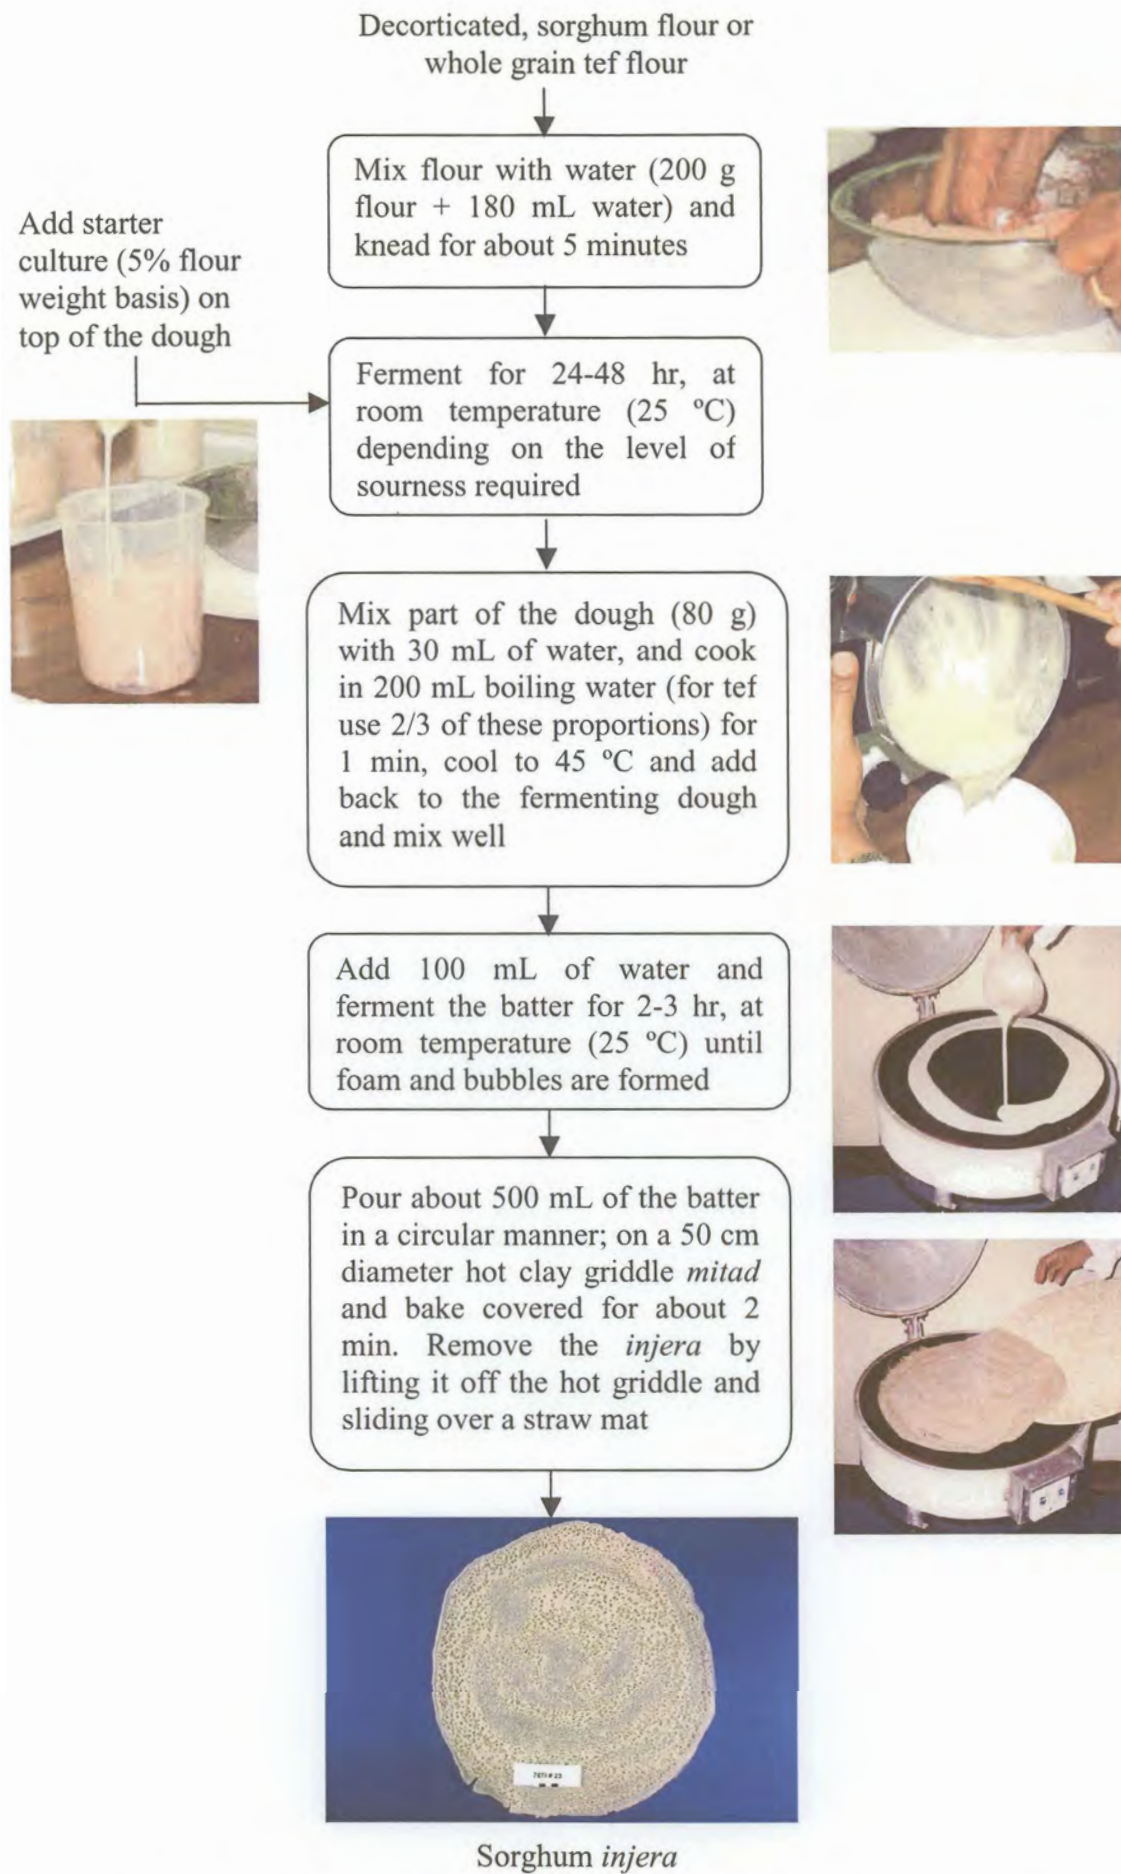 Decorticated, sorghum flour or
whole grain tef flour
Mix flour with water (200 g
flour + 180 mL water) and
knead for about 5 minutes
Add starter
culture (5% flour
weight basis) on
top of the dough
Ferment for 24-48 hr, at
room temperature (25 ºC)
depending on the level of
sourness required
Mix part of the dough (80 g)
with 30 mL of water, and cook
in 200 mL boiling water (for tef
use 2/3 of these proportions) for
1 min, cool to 45 ºC and add
back to the fermenting dough
and mix well
Add 100 mL of water and
ferment the batter for 2-3 hr, at
room temperature (25 ºC) until
foam and bubbles are formed
Pour about 500 mL of the batter
in a circular manner; on a 50 cm
diameter hot clay griddle mitad
and bake covered for about 2
min. Remove the injera by
lifting it off the hot griddle and
sliding over a straw mat
Sorghum injera